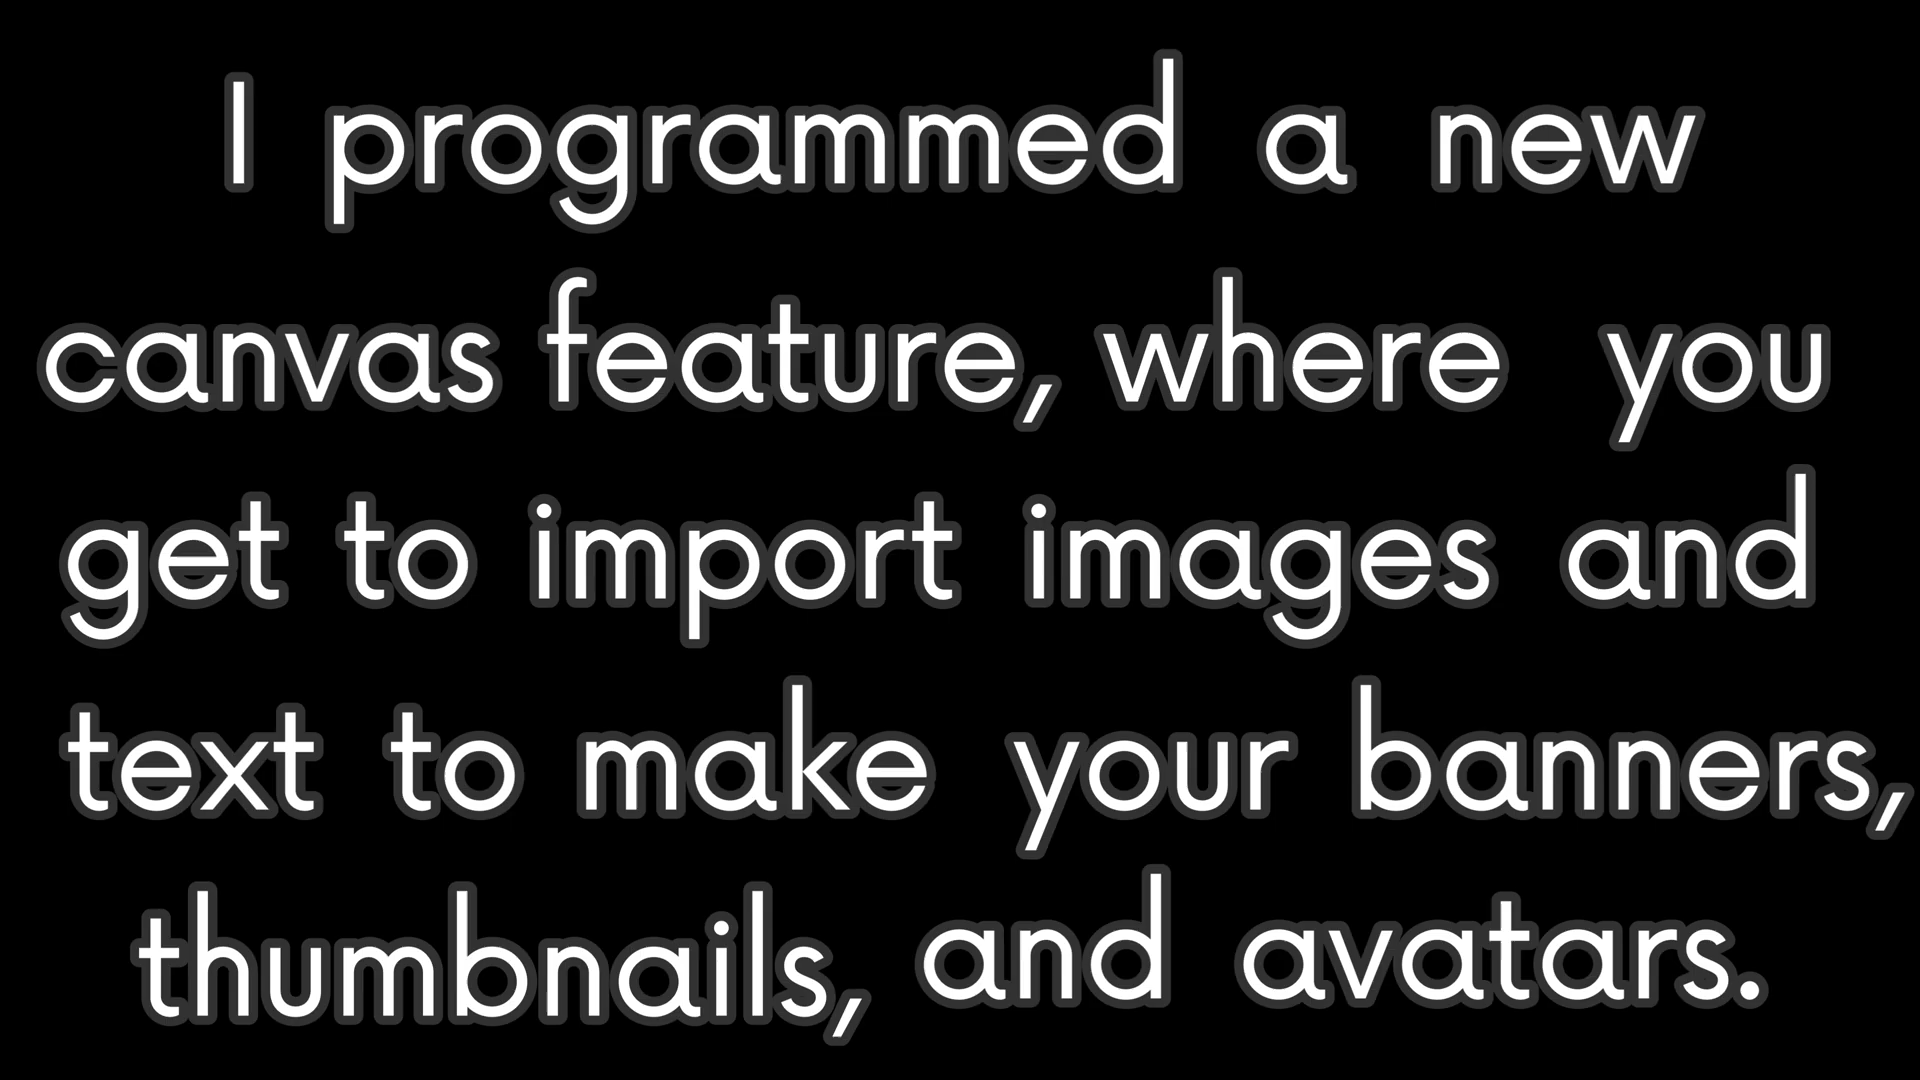 I programmed a new
canvas feature, where you
get to import images and
text to make your banners,
thumbnails, and avatars.